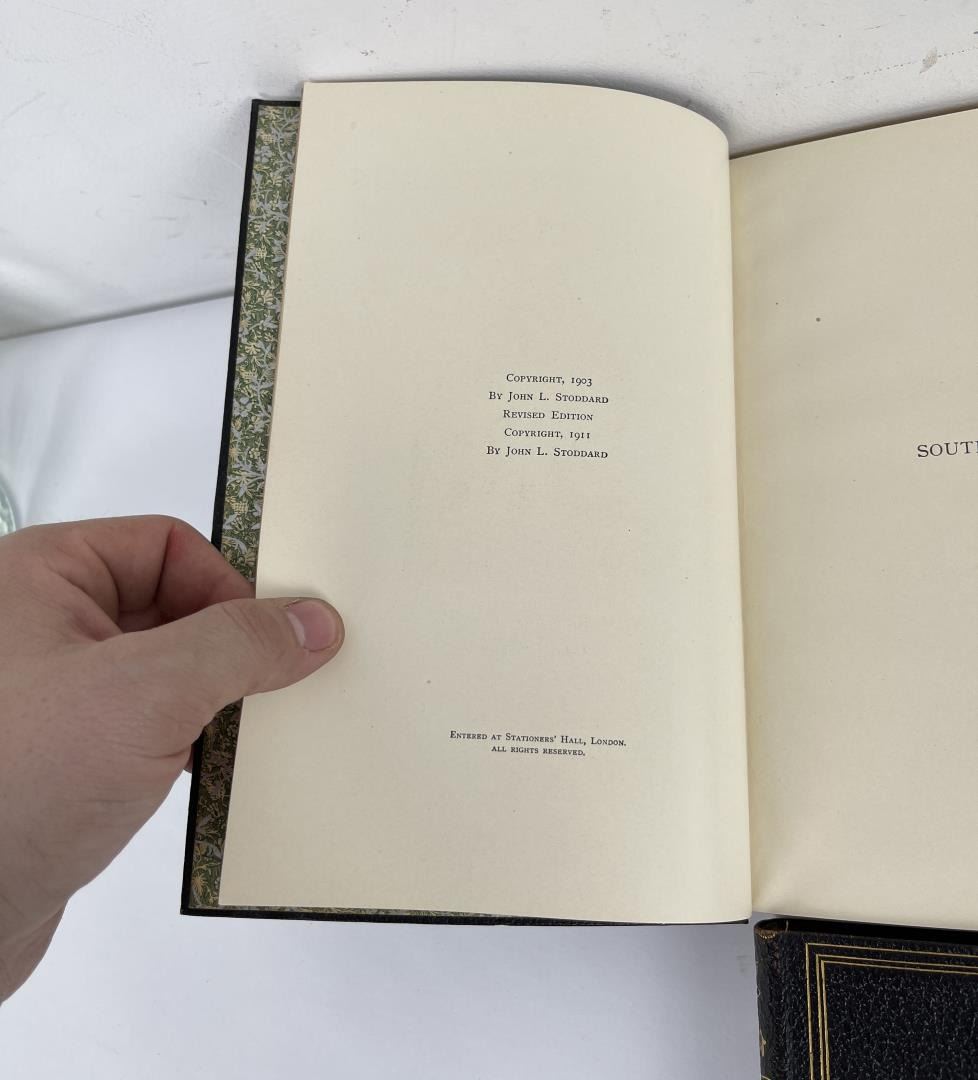 Copyright, 1903
By John L. Stoddard
Revised Edition
Copyright, 1911
By John L. Stoddard
Entered at Stationers' Hall, London.
ALL RIGHTS RESERVED.